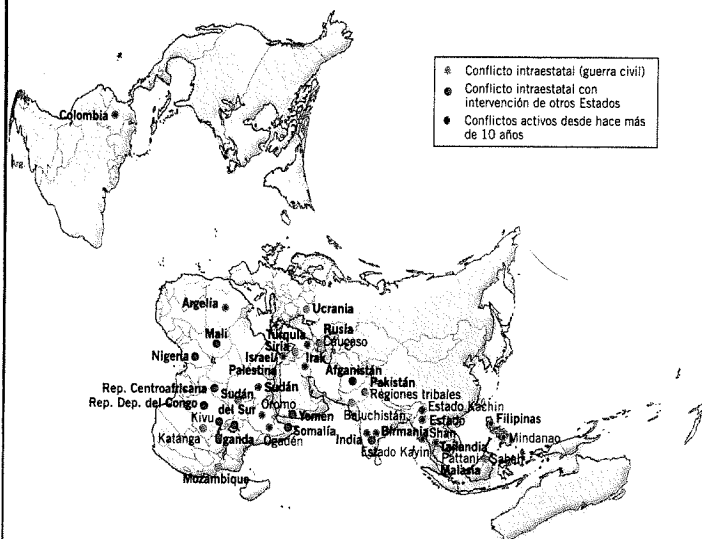 Conflicto intraestatal (guerra civil)
Conflicto intraestatal con
intervención de otros Estados
Conflictos activos desde hace más
de 10 años
Colombia
Argelia
Ucrania
Malí
Turquía
Rusia
Cáucaso
Siria
Nigeria
Israel/
Palestina
Irak
Afganistán
Pakistán
Regiones tribales
Rep. Centroafricana
Sudán
Sudán
del Sur
Rep. Dep. del Congo
Oromo
Yemen
Beluchistán
Estado Kachin
Estado
Shan
Filipinas
Kivu
Katanga
Uganda
Ogadén
Somalía
India
Birmania
Estado Kayin
Tailandia
Pattani
Sabah
Mindanao
Malasia
Mozambique